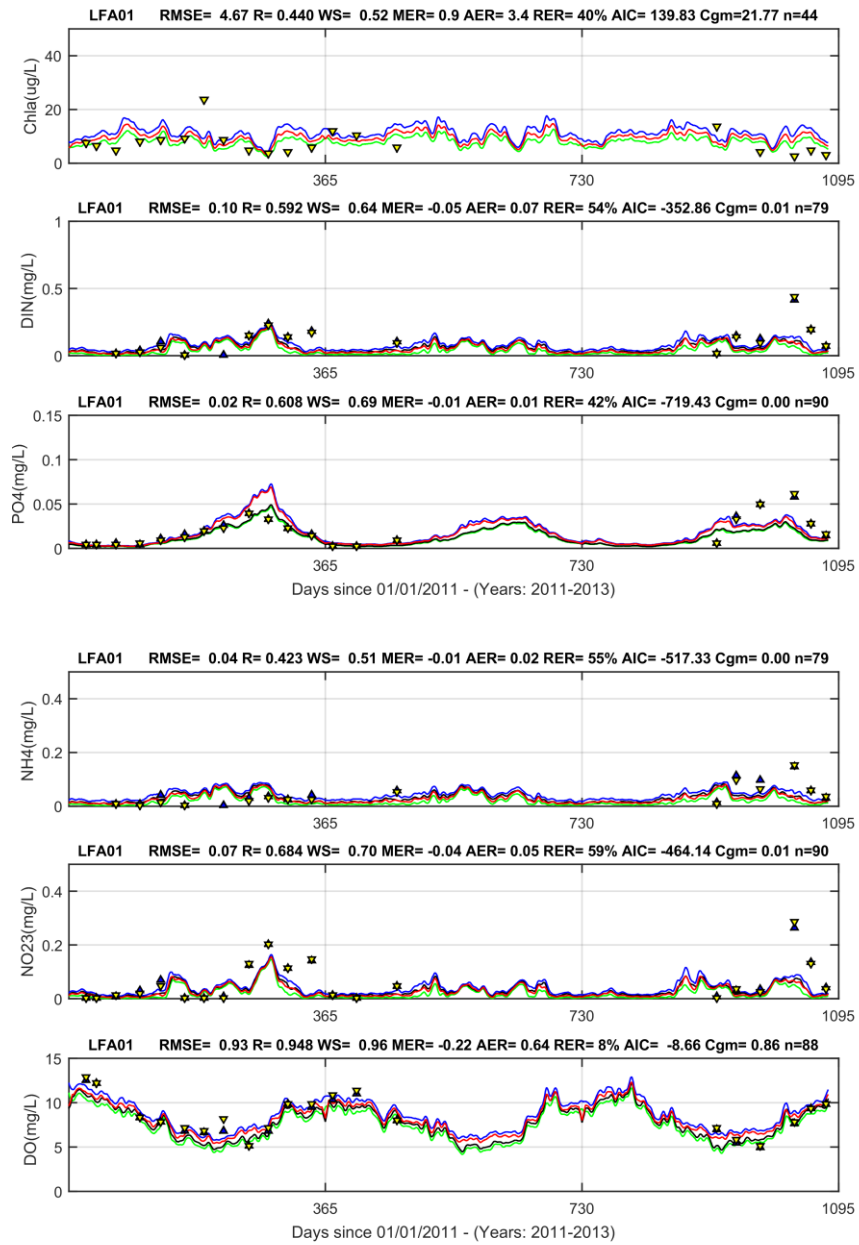 LFA01 RMSE= 4.67 R= 0.440 WS= 0.52 MER= 0.9 AER= 3.4 RER= 40% AIC= 139.83 Cgm=21.77 n=44
Chla(ug/L)
40
20
0
365
730
1095
LFA01 RMSE= 0.10 R= 0.592 WS= 0.64 MER= -0.05 AER= 0.07 RER= 54% AIC= -352.86 Cgm= 0.01 n=79
DIN(mg/L)
1
0.5
0
365
730
1095
LFA01 RMSE= 0.02 R= 0.608 WS= 0.69 MER= -0.01 AER= 0.01 RER= 42% AIC= -719.43 Cgm= 0.00 n=90
PO4(mg/L)
0.15
0.1
0.05
0
365
730
1095
Days since 01/01/2011 - (Years: 2011-2013)
LFA01 RMSE= 0.04 R= 0.423 WS= 0.51 MER= -0.01 AER= 0.02 RER= 55% AIC= -517.33 Cgm= 0.00 n=79
NH4(mg/L)
0.4
0.2
0
365
730
1095
LFA01 RMSE= 0.07 R= 0.684 WS= 0.70 MER= -0.04 AER= 0.05 RER= 59% AIC= -464.14 Cgm= 0.01 n=90
NO23(mg/L)
0.4
0.2
0
365
730
1095
LFA01 RMSE= 0.93 R= 0.948 WS= 0.96 MER= -0.22 AER= 0.64 RER= 8% AIC= -8.66 Cgm= 0.86 n=88
DO(mg/L)
15
10
5
0
365
730
1095
Days since 01/01/2011 - (Years: 2011-2013)